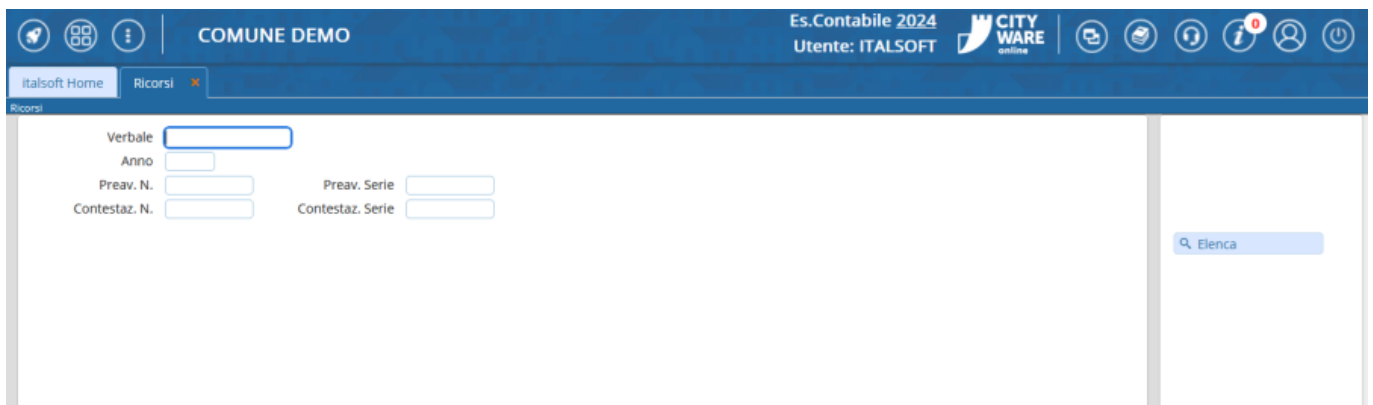 COMUNE DEMO
Es.Contabile 2024
Utente: ITALSOFT
CITY
WARE
online
0
italsoft Home
Ricorsi
Ricorsi
Verbale
Anno
Preav. N. Preav. Serie
Contestaz. N. Contestaz. Serie
Elenca